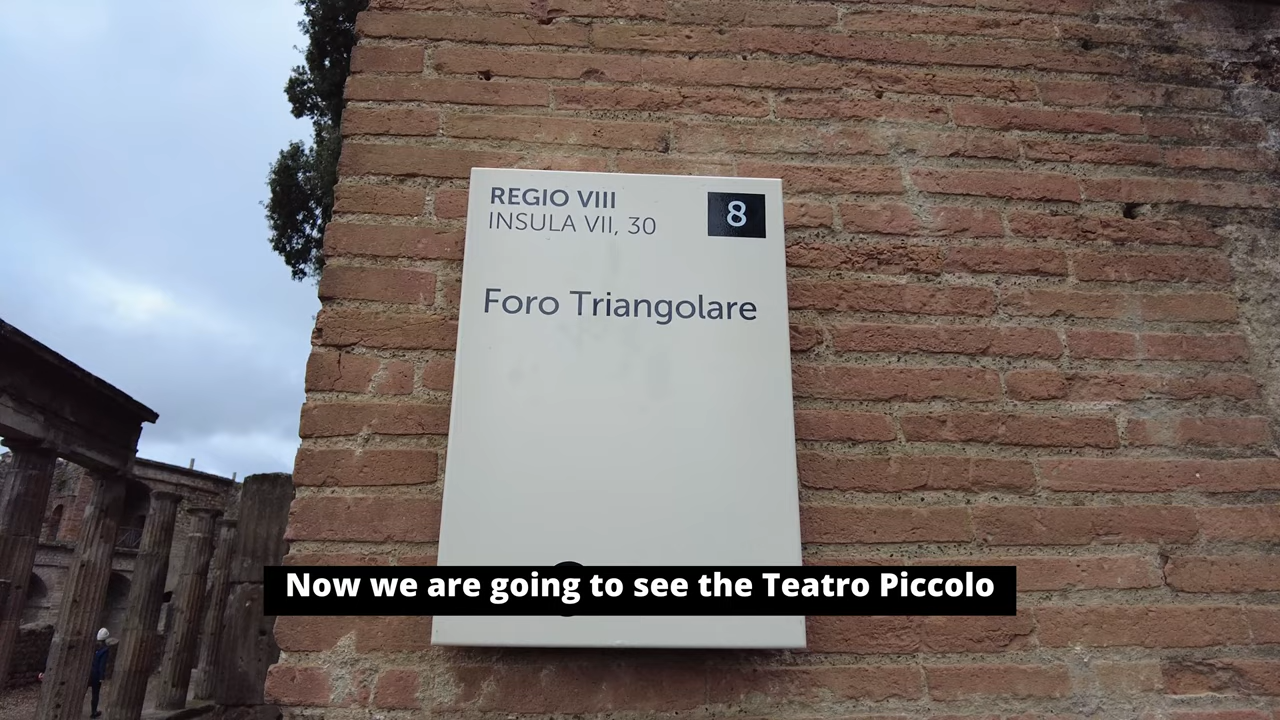 REGIO VIII
INSULA VII, 30
8
Foro Triangolare
Now we are going to see the Teatro Piccolo